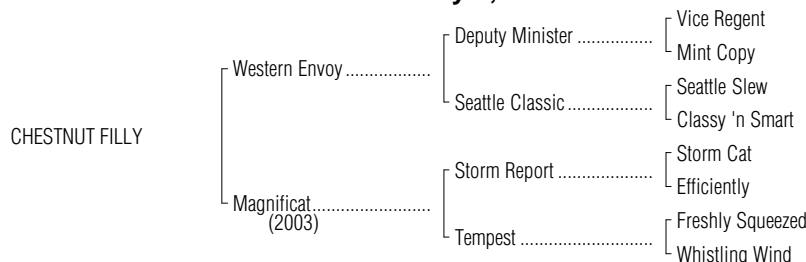 Vice Regent
Deputy Minister ................
Mint Copy
Western Envoy ..................
Seattle Slew
Seattle Classic ..................
Classy 'n Smart
CHESTNUT FILLY
Storm Cat
Storm Report ....................
Efficiently
Magnificat.........................
(2003)
Freshly Squeezed
Tempest ............................
Whistling Wind